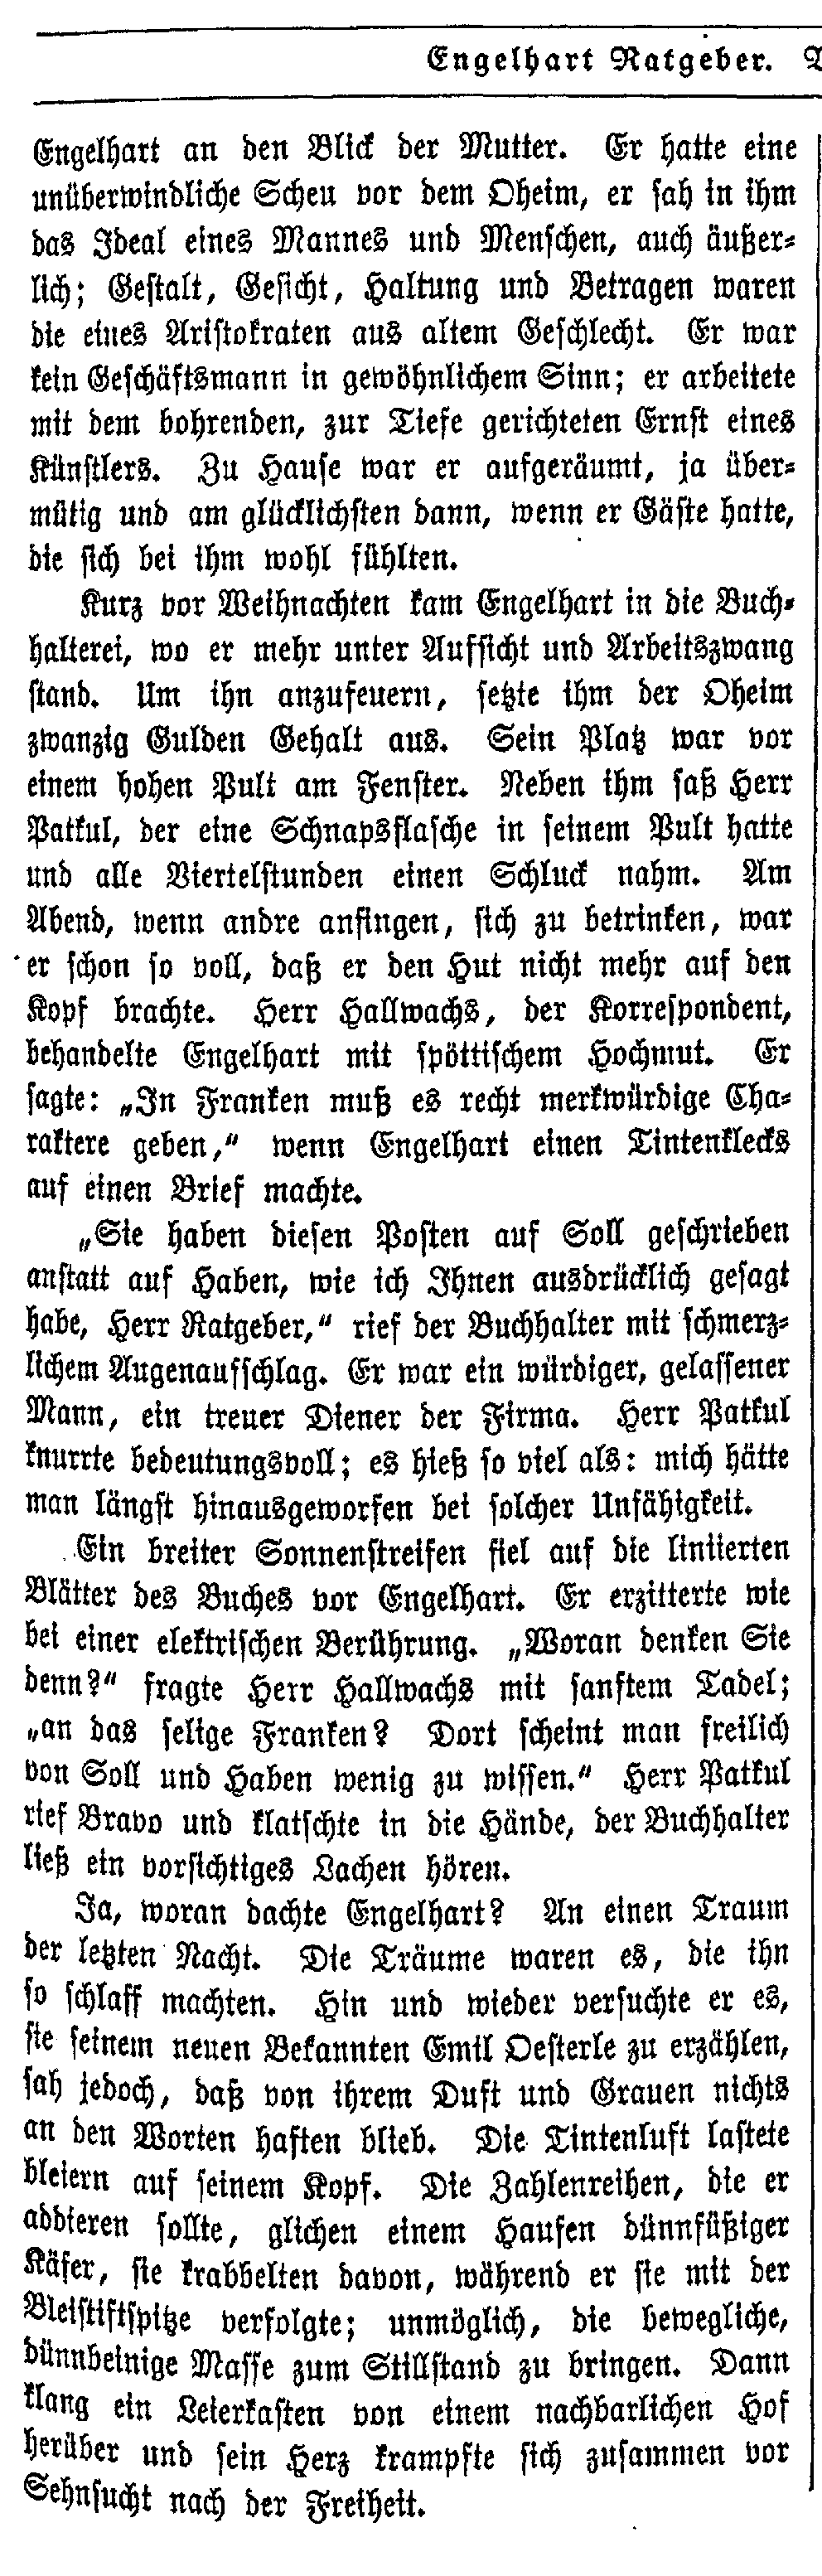 Engelhart Ratgeber.
Engelhart an den Blick der Mutter. Er hatte eine
unüberwindliche Scheu vor dem Oheim, er sah in ihm
das Ideal eines Mannes und Menschen, auch äußer-
lich; Gestalt, Gesicht, Haltung und Betragen waren
die eines Aristokraten aus altem Geschlecht. Er war
kein Geschäftsmann in gewöhnlichem Sinn; er arbeitete
mit dem bohrenden, zur Tiefe gerichteten Ernst eines
Künstlers. Zu Hause war er aufgeräumt, ja über-
mütig und am glücklichsten dann, wenn er Gäste hatte,
die sich bei ihm wohl fühlten.
Kurz vor Weihnachten kam Engelhart in die Buch-
halterei, wo er mehr unter Aufsicht und Arbeitszwang
stand. Um ihn anzufeuern, setzte ihm der Oheim
zwanzig Gulden Gehalt aus. Sein Platz war vor
einem hohen Pult am Fenster. Neben ihm saß Herr
Patkul, der eine Schnapsflasche in seinem Pult hatte
und alle Viertelstunden einen Schluck nahm. Am
Abend, wenn andre anfingen, sich zu betrinken, war
er schon so voll, daß er den Hut nicht mehr auf den
Kopf brachte. Herr Hallwachs, der Korrespondent,
behandelte Engelhart mit spöttischem Hochmut. Er
sagte: „In Franken muß es recht merkwürdige Cha-
raktere geben,“ wenn Engelhart einen Tintenklecks
auf einen Brief machte.
„Sie haben diesen Posten auf Soll geschrieben
anstatt auf Haben, wie ich Ihnen ausdrücklich gesagt
habe, Herr Ratgeber,“ rief der Buchhalter mit schmerz-
lichem Augenaufschlag. Er war ein würdiger, gelassener
Mann, ein treuer Diener der Firma. Herr Patkul
knurrte bedeutungsvoll; es hieß so viel als: mich hätte
man längst hinausgeworfen bei solcher Unfähigkeit.
Ein breiter Sonnenstreifen fiel auf die liniierten
Blätter des Buches vor Engelhart. Er erzitterte wie
bei einer elektrischen Berührung. „Woran denken Sie
denn?“ fragte Herr Hallwachs mit sanftem Tadel;
„an das selige Franken? Dort scheint man freilich
von Soll und Haben wenig zu wissen.“ Herr Patkul
rief Bravo und klatschte in die Hände, der Buchhalter
ließ ein vorsichtiges Lachen hören.
Ja, woran dachte Engelhart? An einen Traum
der letzten Nacht. Die Träume waren es, die ihn
so schlaff machten. Hin und wieder versuchte er es,
sie seinem neuen Bekannten Emil Oesterle zu erzählen,
sah jedoch, daß von ihrem Duft und Grauen nichts
an den Worten haften blieb. Die Tintenluft lastete
bleiern auf seinem Kopf. Die Zahlenreihen, die er
addieren sollte, glichen einem Haufen dünnfüßiger
Käfer, sie krabbelten davon, während er sie mit der
Bleistiftspitze verfolgte; unmöglich, die bewegliche,
dünnbeinige Masse zum Stillstand zu bringen. Dann
klang ein Leierkasten von einem nachbarlichen Hof
herüber und sein Herz krampfte sich zusammen vor
Sehnsucht nach der Freiheit.